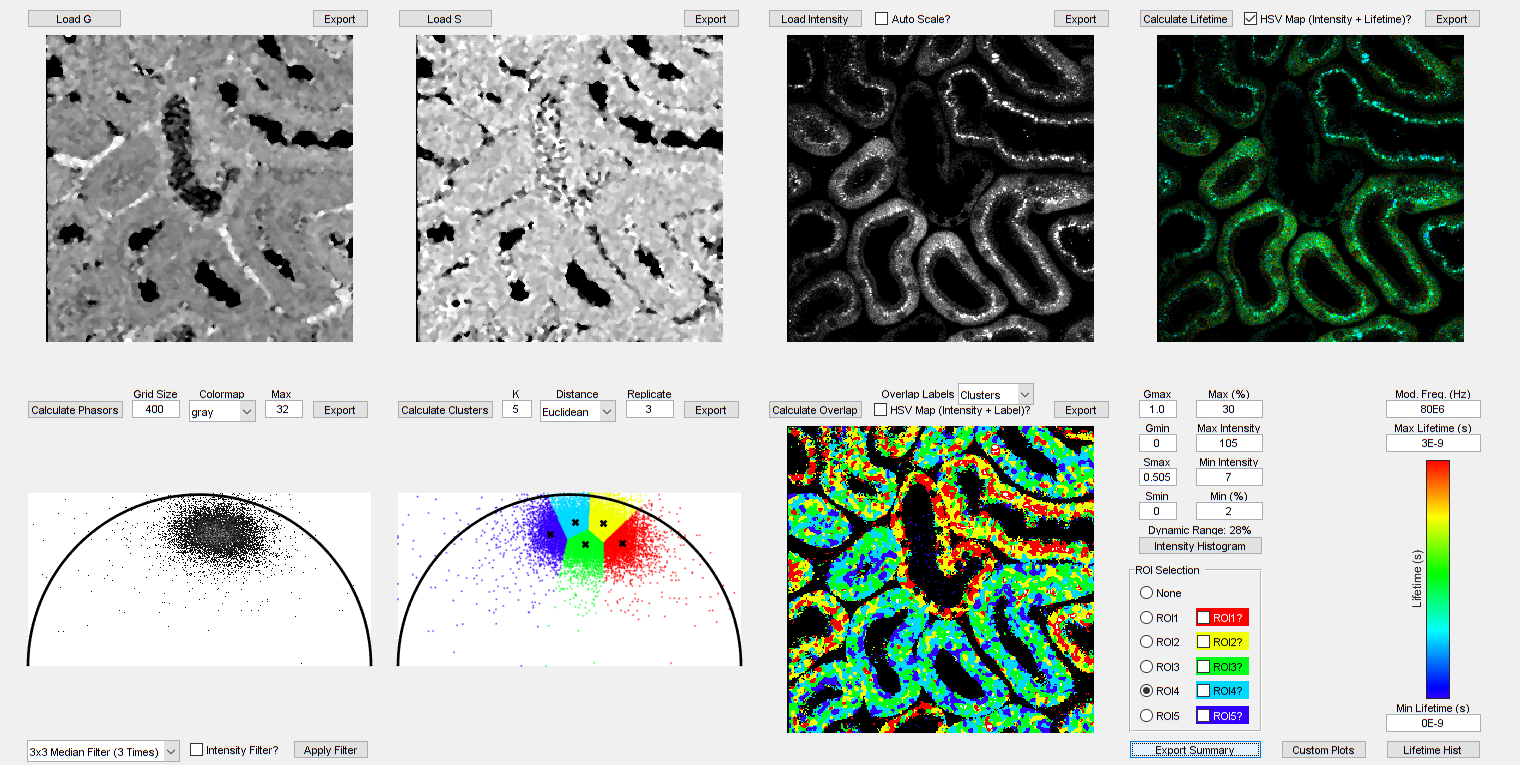 Load G
Export
Load S
Export
Load Intensity
Auto Scale?
Export
Calculate Lifetime
HSV Map (Intensity + Lifetime)?
Export
Calculate Phasors
Grid Size
400
Colormap
gray
Max
32
Export
Calculate Clusters
K
5
Distance
Euclidean
Replicate
3
Export
Overlap Labels
Clusters
Calculate Overlap
HSV Map (Intensity + Label)?
Export
Gmax
1.0
Max (%)
30
Gmin
0
Max Intensity
105
Smax
0.505
Min Intensity
7
Smin
0
Min (%)
2
Dynamic Range: 28%
Intensity Histogram
ROI Selection
None
ROI1
ROI1?
ROI2
ROI2?
ROI3
ROI3?
ROI4
ROI4?
ROI5
ROI5?
Mod. Freq. (Hz)
80E6
Max Lifetime (s)
3E-9
Lifetime (s)
Min Lifetime (s)
0E-9
3x3 Median Filter (3 Times)
Intensity Filter?
Apply Filter
Export Summary
Custom Plots
Lifetime Hist